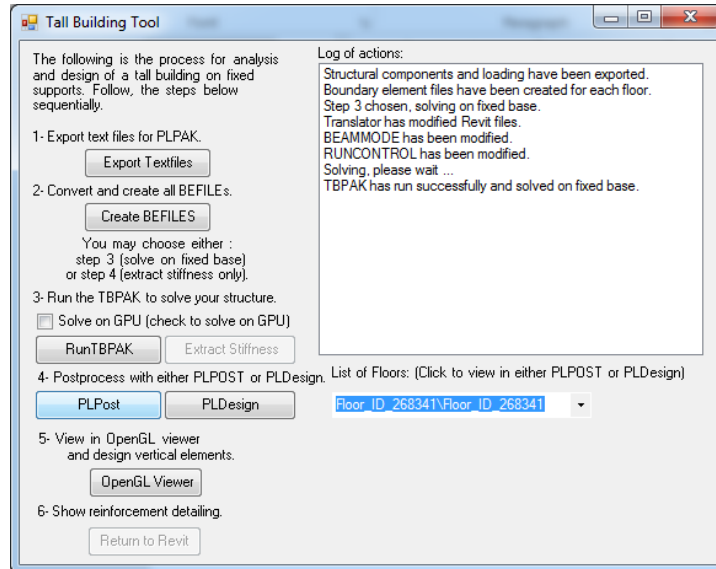 Tall Building Tool
The following is the process for analysis
and design of a tall building on fixed
supports. Follow, the steps below
sequentially.
1- Export text files for PLPAK.
Export Textfiles
2- Convert and create all BEFILEs.
Create BEFILES
You may choose either :
step 3 (solve on fixed base)
or step 4 (extract stiffness only).
3- Run the TBPAK to solve your structure.
Solve on GPU (check to solve on GPU)
RunTBPAK
Extract Stiffness
4- Postprocess with either PLPOST or PLDesign.
PLPost
PLDesign
5- View in OpenGL viewer
and design vertical elements.
OpenGL Viewer
6- Show reinforcement detailing.
Return to Revit
Log of actions:
Structural components and loading have been exported.
Boundary element files have been created for each floor.
Step 3 chosen, solving on fixed base.
Translator has modified Revit files.
BEAMMODE has been modified.
RUNCONTROL has been modified.
Solving, please wait ...
TBPAK has run successfully and solved on fixed base.
List of Floors: (Click to view in either PLPOST or PLDesign)
Floor_ID_268341\Floor_ID_268341